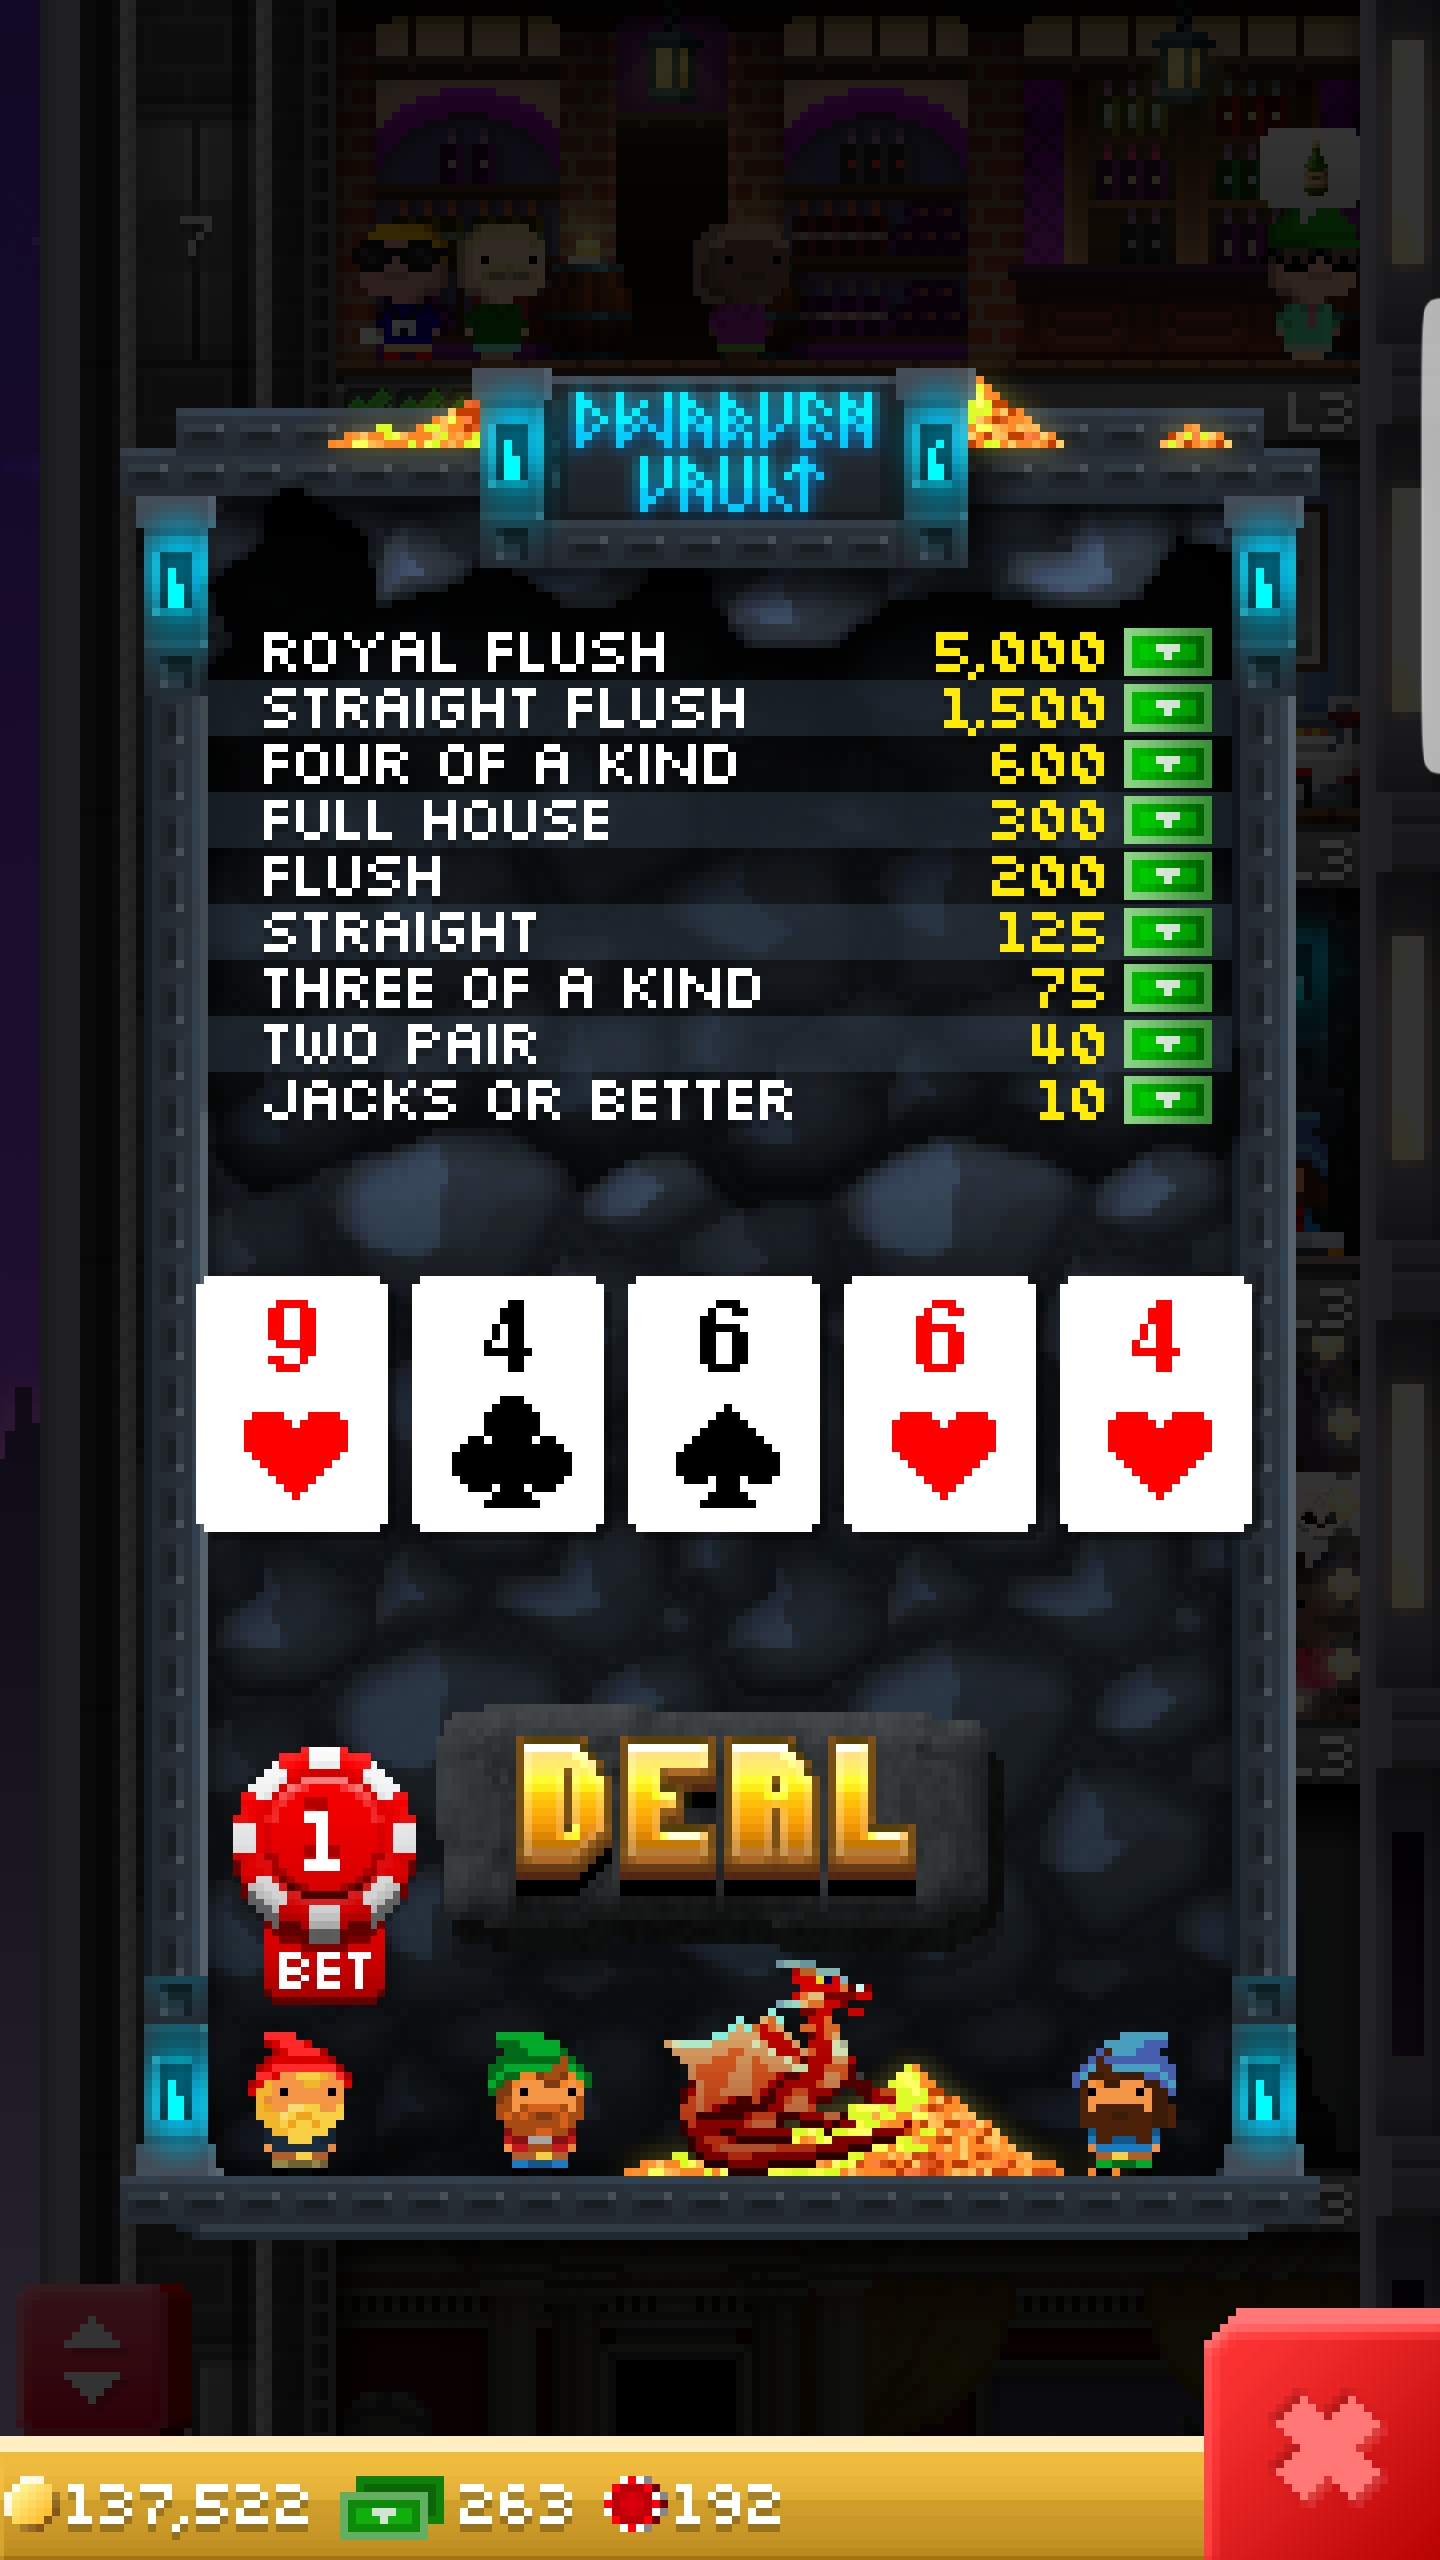 7
L3
DWARVEN
VAULT
ROYAL FLUSH 5,000
STRAIGHT FLUSH 1,500
FOUR OF A KIND 600
FULL HOUSE 300
FLUSH 200
STRAIGHT 125
THREE OF A KIND 75
TWO PAIR 40
JACKS OR BETTER 10
9 4 6 6 4
DEAL
1
BET
137,522 263 192